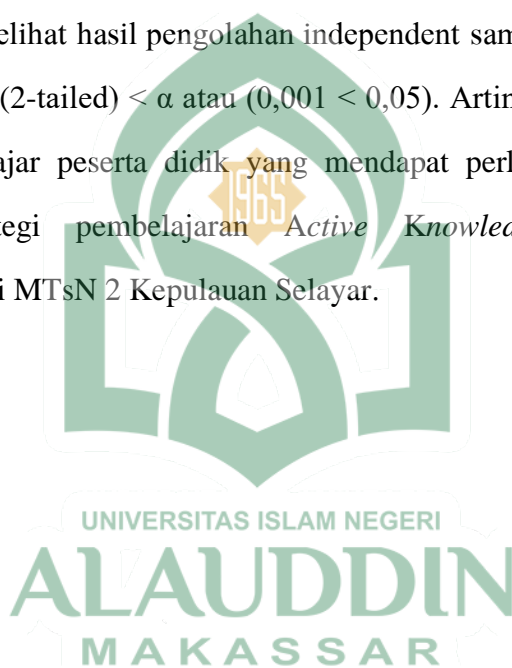 elihat hasil pengolahan independent sam
(2-tailed) < α atau (0,001 < 0,05). Artin
ajar peserta didik yang mendapat perl
tegi pembelajaran Active Knowled
i MTsN 2 Kepulauan Selayar.
1965
UNIVERSITAS ISLAM NEGERI
ALAUDDIN
MAKASSAR